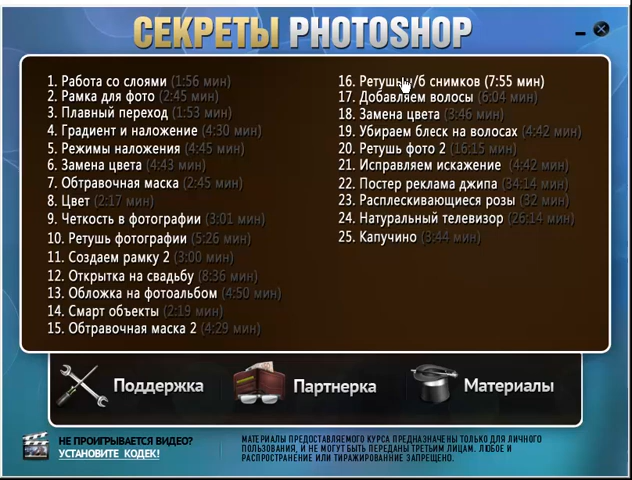 СЕКРЕТЫ PHOTOSHOP
1. Работа со слоями (1:56 мин)
2. Рамка для фото (2:45 мин)
3. Плавный переход (1:53 мин)
4. Градиент и наложение (4:30 мин)
5. Режимы наложения (4:45 мин)
6. Замена цвета (4:43 мин)
7. Обтравочная маска (2:45 мин)
8. Цвет (2:17 мин)
9. Четкость в фотографии (3:01 мин)
10. Ретушь фотографии (5:26 мин)
11. Создаем рамку 2 (3:00 мин)
12. Открытка на свадьбу (8:36 мин)
13. Обложка на фотоальбом (4:50 мин)
14. Смарт объекты (2:19 мин)
15. Обтравочная маска 2 (4:29 мин)
16. Ретушь ч/б снимков (7:55 мин)
17. Добавляем волосы (6:04 мин)
18. Замена цвета (3:46 мин)
19. Убираем блеск на волосах (4:42 мин)
20. Ретушь фото 2 (16:15 мин)
21. Исправляем искажение (4:42 мин)
22. Постер реклама джипа (34:14 мин)
23. Расплескивающиеся розы (32 мин)
24. Натуральный телевизор (26:14 мин)
25. Капучино (3:44 мин)
Поддержка
Партнерка
Материалы
НЕ ПРОИГРЫВАЕТСЯ ВИДЕО?
УСТАНОВИТЕ КОДЕК!
МАТЕРИАЛЫ ПРЕДОСТАВЛЯЕМОГО КУРСА ПРЕДНАЗНАЧЕНЫ ТОЛЬКО ДЛЯ ЛИЧНОГО
ПОЛЬЗОВАНИЯ, И НЕ МОГУТ БЫТЬ ПЕРЕДАНЫ ТРЕТЬИМ ЛИЦАМ. ЛЮБОЕ И
РАСПРОСТРАНЕНИЕ ИЛИ ТИРАЖИРОВАННИЕ ЗАПРЕЩЕНО.